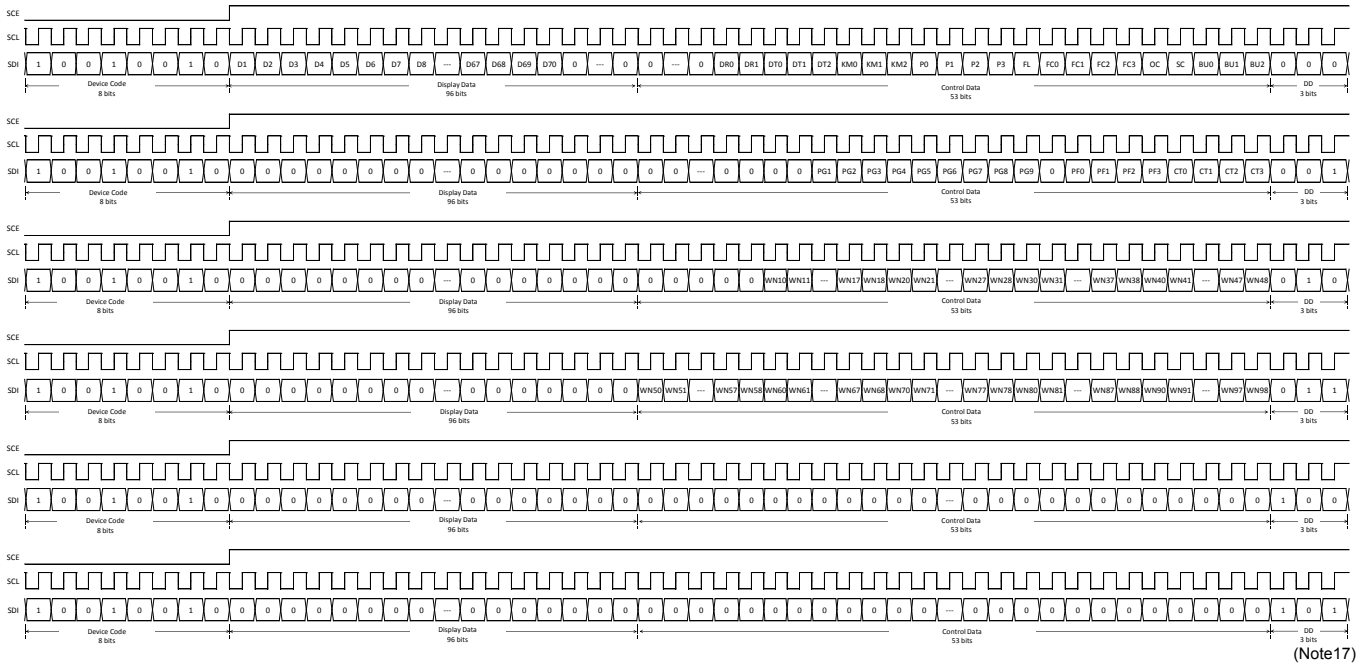 SCE
SCL
SDI 1 0 0 1 0 0 1 0 D1 D2 D3 D4 D5 D6 D7 D8 --- D67 D68 D69 D70 0 --- 0 0 --- 0 DR0 DR1 DT0 DT1 DT2 KM0 KM1 KM2 P0 P1 P2 P3 FL FC0 FC1 FC2 FC3 OC SC BU0 BU1 BU2 0 0 0
Device Code Display Data Control Data DD
8 bits 96 bits 53 bits 3 bits
SCE
SCL
SDI 1 0 0 1 0 0 1 0 0 0 0 0 0 0 0 0 --- 0 0 0 0 0 0 0 0 0 --- 0 0 0 0 PG1 PG2 PG3 PG4 PG5 PG6 PG7 PG8 PG9 0 PF0 PF1 PF2 PF3 CT0 CT1 CT2 CT3 0 0 1
Device Code Display Data Control Data DD
8 bits 96 bits 53 bits 3 bits
SCE
SCL
SDI 1 0 0 1 0 0 1 0 0 0 0 0 0 0 0 0 --- 0 0 0 0 0 0 0 0 0 0 0 0 WN10 WN11 --- WN17 WN18 WN20 WN21 --- WN27 WN28 WN30 WN31 --- WN37 WN38 WN40 WN41 --- WN47 WN48 0 1 0
Device Code Display Data Control Data DD
8 bits 96 bits 53 bits 3 bits
SCE
SCL
SDI 1 0 0 1 0 0 1 0 0 0 0 0 0 0 0 0 --- 0 0 0 0 0 0 0 WN50 WN51 --- WN57 WN58 WN60 WN61 --- WN67 WN68 WN70 WN71 --- WN77 WN78 WN80 WN81 --- WN87 WN88 WN90 WN91 --- WN97 WN98 0 1 1
Device Code Display Data Control Data DD
8 bits 96 bits 53 bits 3 bits
SCE
SCL
SDI 1 0 0 1 0 0 1 0 0 0 0 0 0 0 0 0 --- 0 0 0 0 0 0 0 0 0 0 0 0 0 0 0 0 0 0 0 --- 0 0 0 0 0 0 0 0 0 0 0 0 1 0 0
Device Code Display Data Control Data DD
8 bits 96 bits 53 bits 3 bits
SCE
SCL
SDI 1 0 0 1 0 0 1 0 0 0 0 0 0 0 0 0 --- 0 0 0 0 0 0 0 0 0 0 0 0 0 0 0 0 0 0 0 --- 0 0 0 0 0 0 0 0 0 0 0 0 1 0 1
Device Code Display Data Control Data DD
8 bits 96 bits 53 bits 3 bits
(Note17)